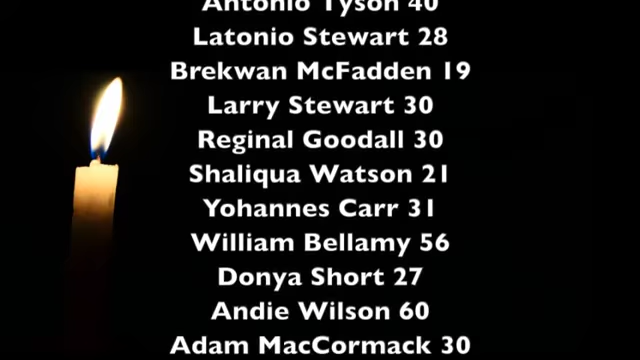 Antonio Tyson 40
Latonio Stewart 28
Brekwan McFadden 19
Larry Stewart 30
Reginal Goodall 30
Shaliqua Watson 21
Yohannes Carr 31
William Bellamy 56
Donya Short 27
Andie Wilson 60
Adam MacCormack 30